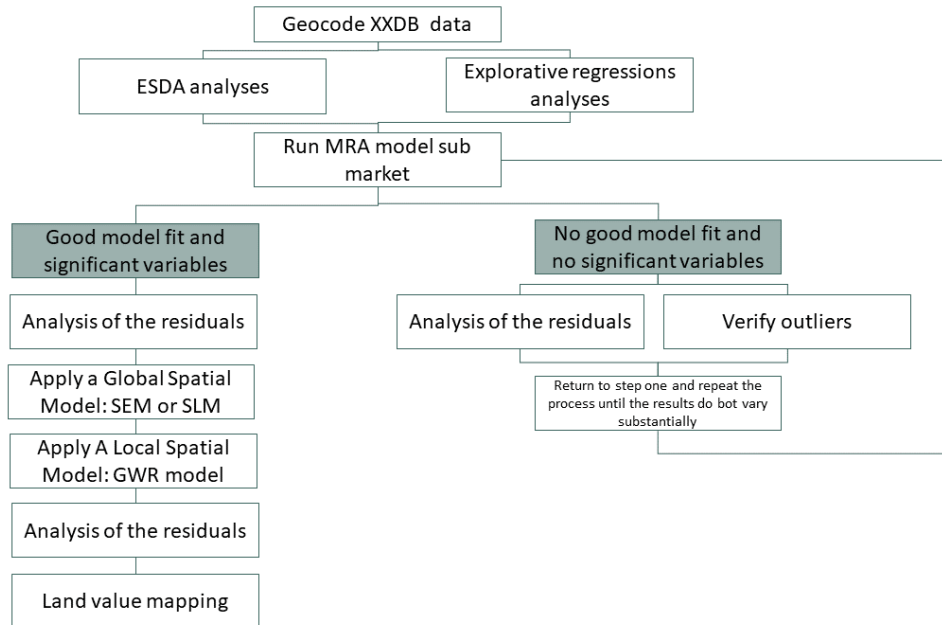 Geocode XXDB data
ESDA analyses
Explorative regressions
analyses
Run MRA model sub
market
Good model fit and
significant variables
No good model fit and
no significant variables
Analysis of the residuals
Analysis of the residuals
Verify outliers
Apply a Global Spatial
Model: SEM or SLM
Return to step one and repeat the
process until the results do bot vary
substantially
Apply A Local Spatial
Model: GWR model
Analysis of the residuals
Land value mapping